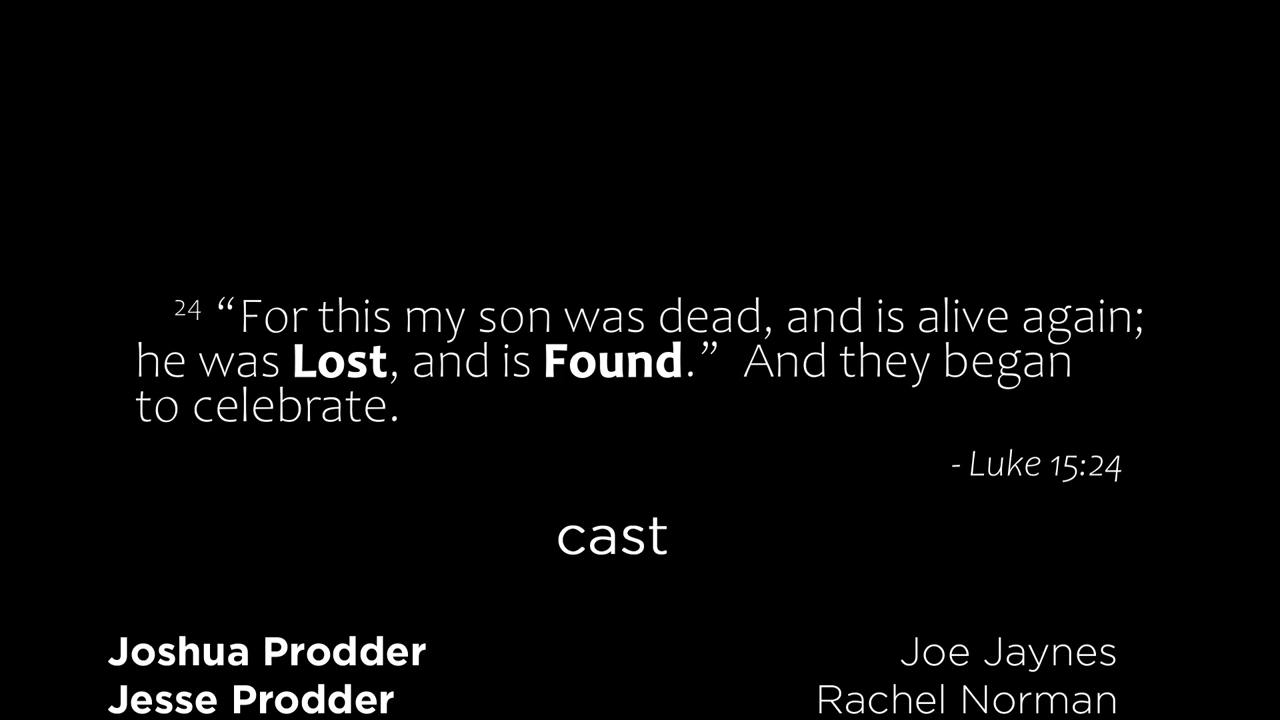 24 “For this my son was dead, and is alive again;
he was Lost, and is Found.” And they began
to celebrate.
- Luke 15:24
cast
Joshua Prodder Joe Jaynes
Jesse Prodder Rachel Norman